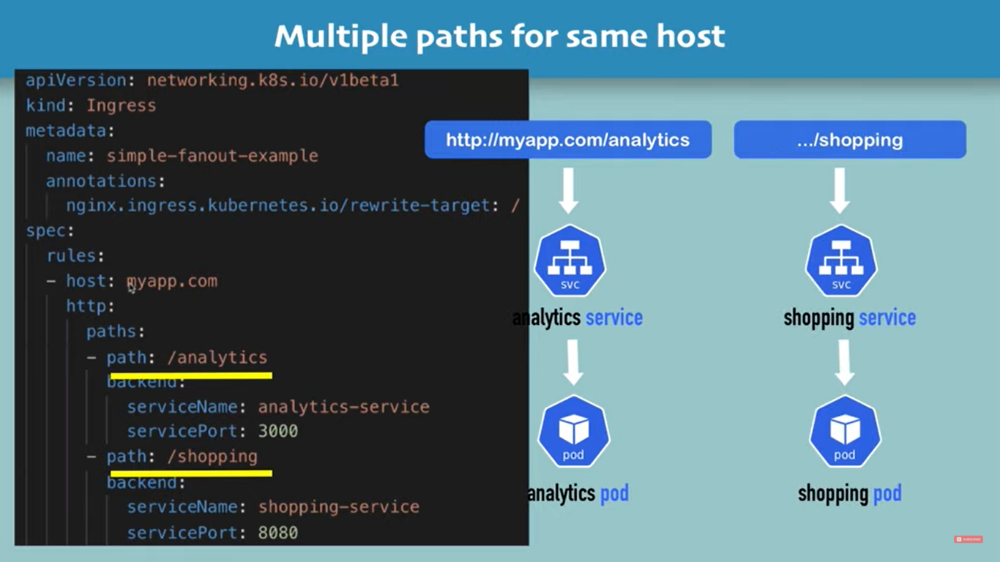 Multiple paths for same host
apiVersion: networking.k8s.io/v1beta1
kind: Ingress
metadata:
name: simple-fanout-example
annotations:
nginx.ingress.kubernetes.io/rewrite-target: /
spec:
rules:
- host: myapp.com
http:
paths:
- path: /analytics
backend:
serviceName: analytics-service
servicePort: 3000
- path: /shopping
backend:
serviceName: shopping-service
servicePort: 8080
http://myapp.com/analytics
svc
analytics service
pod
analytics pod
.../shopping
svc
shopping service
pod
shopping pod
SUBSCRIBE